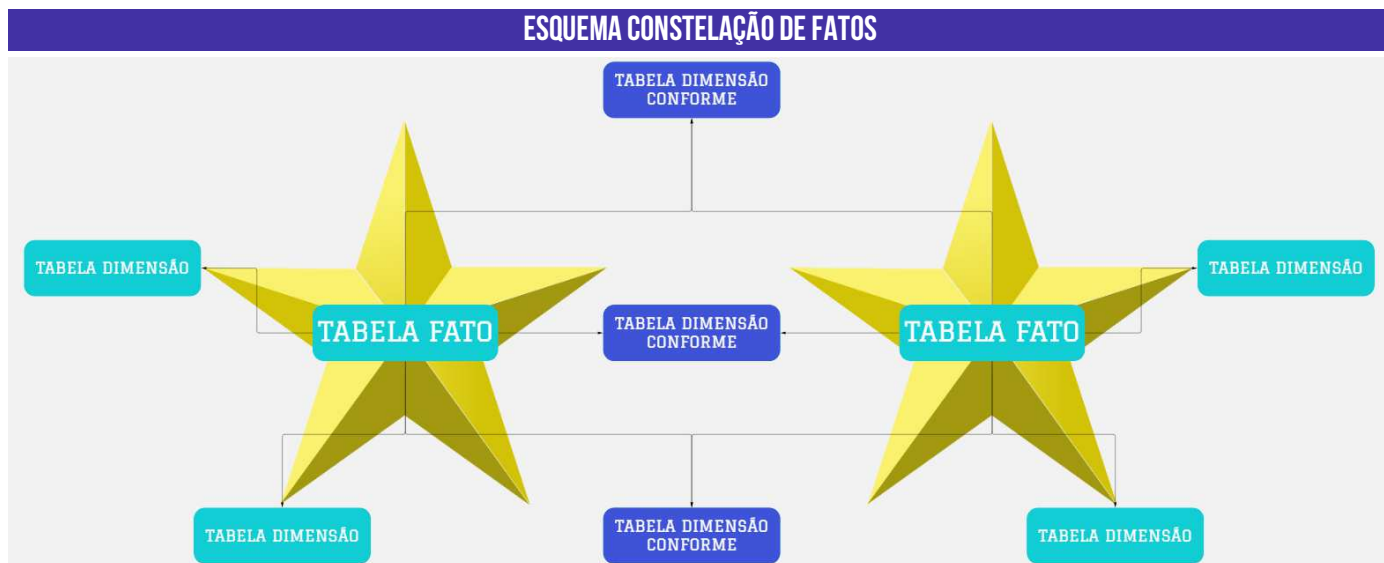 ESQUEMA CONSTELAÇÃO DE FATOS
TABELA DIMENSÃO
CONFORME
TABELA DIMENSÃO
TABELA DIMENSÃO
TABELA FATO
TABELA DIMENSÃO
CONFORME
TABELA FATO
TABELA DIMENSÃO
TABELA DIMENSÃO
CONFORME
TABELA DIMENSÃO